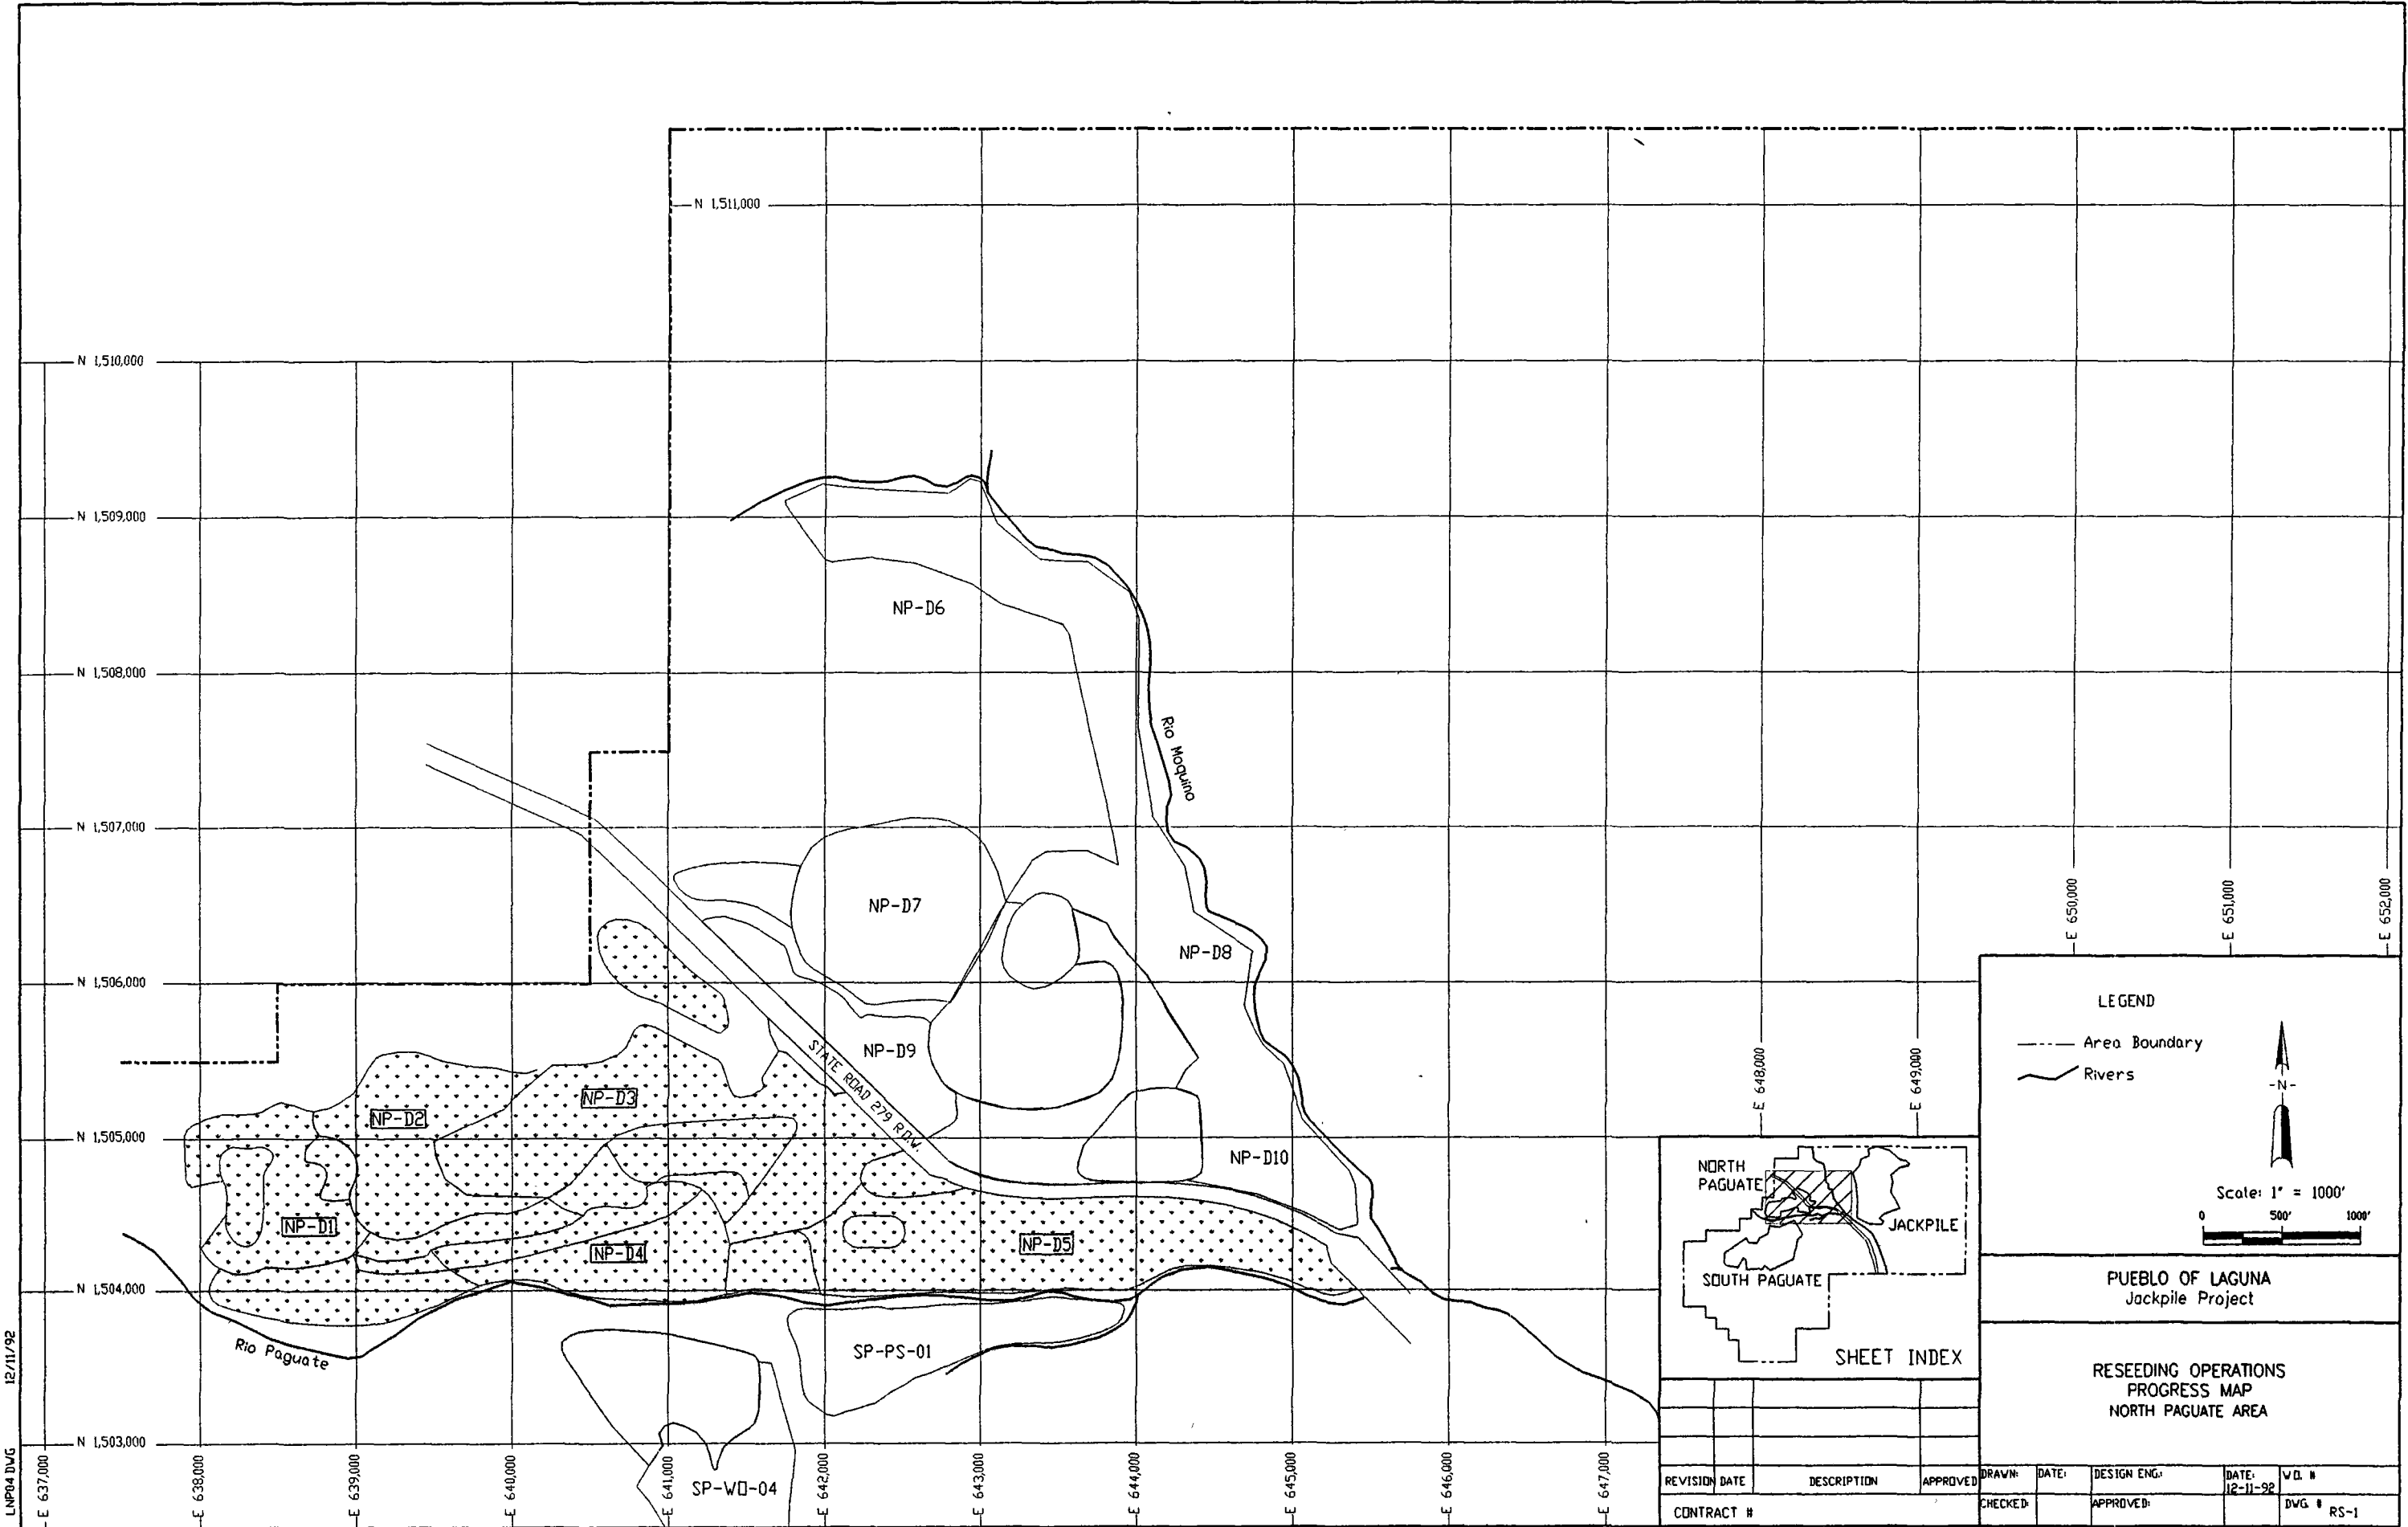 N 1,511,000
N 1,510,000
N 1,509,000
N 1,508,000
N 1,507,000
N 1,506,000
N 1,505,000
N 1,504,000
N 1,503,000
NP-D6
Rio Moquino
NP-D7
NP-D8
NP-D9
STATE ROAD 279 R.O.W.
NP-D3
NP-D2
NP-D10
NP-D1
NP-D4
NP-D5
Rio Paguate
SP-PS-01
SP-WO-04
E 637,000
E 638,000
E 639,000
E 640,000
E 641,000
E 642,000
E 643,000
E 644,000
E 645,000
E 646,000
E 647,000
E 648,000
E 649,000
E 650,000
E 651,000
E 652,000
LNP04 DWG 12/11/92
LEGEND
Area Boundary
Rivers
-N-
Scale: 1" = 1000'
0 500' 1000'
NORTH
PAGUATE
JACKPILE
SOUTH PAGUATE
SHEET INDEX
PUEBLO OF LAGUNA
Jackpile Project
RESEEDING OPERATIONS
PROGRESS MAP
NORTH PAGUATE AREA
REVISION DATE DESCRIPTION APPROVED
CONTRACT #
DRAWN: DATE: DESIGN ENG.: DATE: 12-11-92 W.O. #
CHECKED: APPROVED: DWG. # RS-1